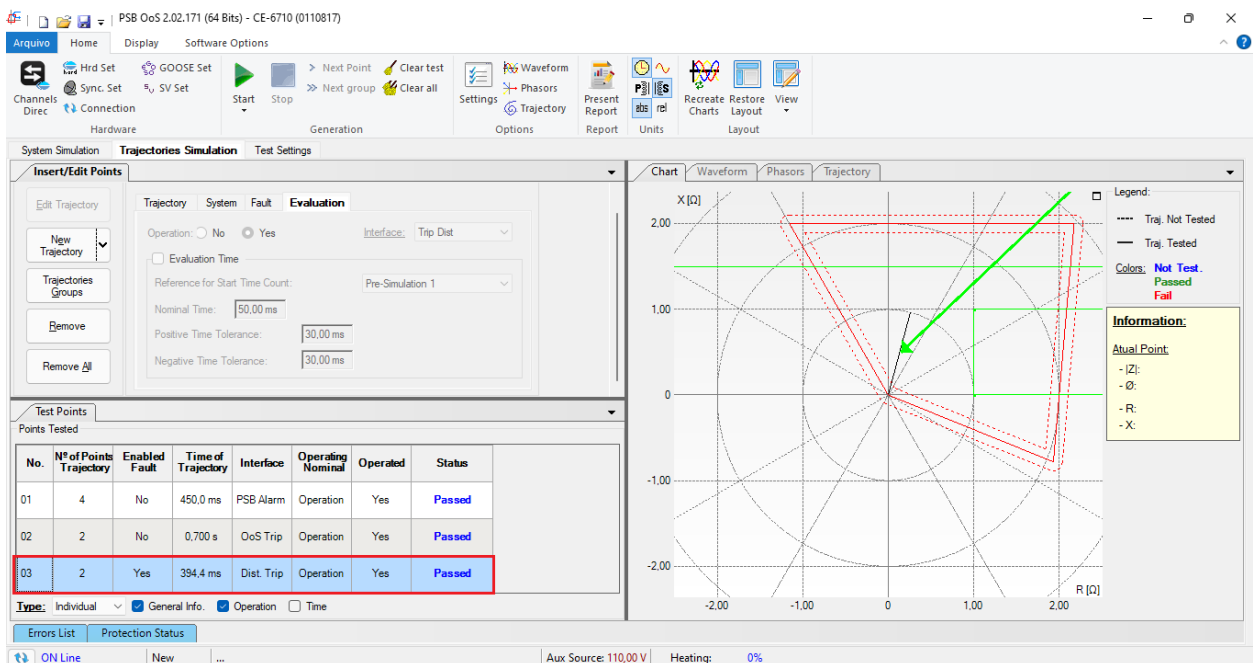 PSB OoS 2.02.171 (64 Bits) - CE-6710 (0110817)
Arquivo Home Display Software Options
Hrd Set GOOSE Set > Next Point Clear test Waveform
Sync. Set SV Set >> Next group Clear all Phasors
Channels Direc Connection Start Stop Settings Trajectory Present Report abs rel Recreate Charts Restore Layout View
Hardware Generation Options Report Units Layout
System Simulation Trajectories Simulation Test Settings
Insert/Edit Points
Edit Trajectory
New Trajectory
Trajectories Groups
Remove
Remove All
Trajectory System Fault Evaluation
Operation: No Yes Interface: Trip Dist
Evaluation Time
Reference for Start Time Count: Pre-Simulation 1
Nominal Time: 50,00 ms
Positive Time Tolerance: 30,00 ms
Negative Time Tolerance: 30,00 ms
Test Points
Points Tested
No. Nº of Points Trajectory Enabled Fault Time of Trajectory Interface Operating Nominal Operated Status
01 4 No 450,0 ms PSB Alarm Operation Yes Passed
02 2 No 0,700 s OoS Trip Operation Yes Passed
03 2 Yes 394,4 ms Dist. Trip Operation Yes Passed
Type: Individual General Info. Operation Time
Chart Waveform Phasors Trajectory
X [Ω]
2,00
1,00
0
-1,00
-2,00
-2,00 -1,00 0 1,00 2,00
R [Ω]
Legend:
Traj. Not Tested
Traj. Tested
Colors: Not Test.
Passed
Fail
Information:
Atual Point:
- |Z|:
- Ø:
- R:
- X:
Errors List Protection Status
ON Line New ... Aux Source: 110,00 V Heating: 0%